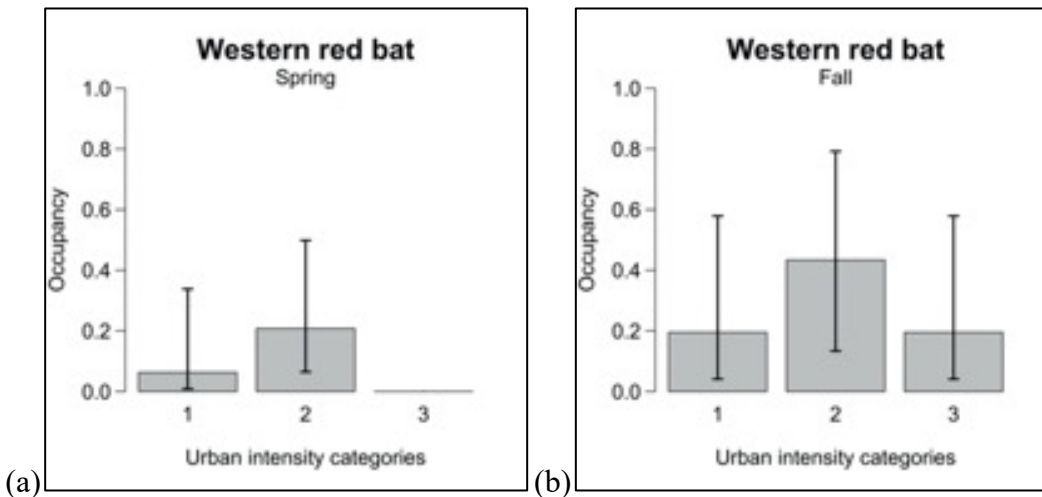 Western red bat
Spring
1.0
0.8
0.6
0.4
0.2
0.0
Occupancy
1 2 3
Urban intensity categories
(a)
Western red bat
Fall
1.0
0.8
0.6
0.4
0.2
0.0
Occupancy
1 2 3
Urban intensity categories
(b)